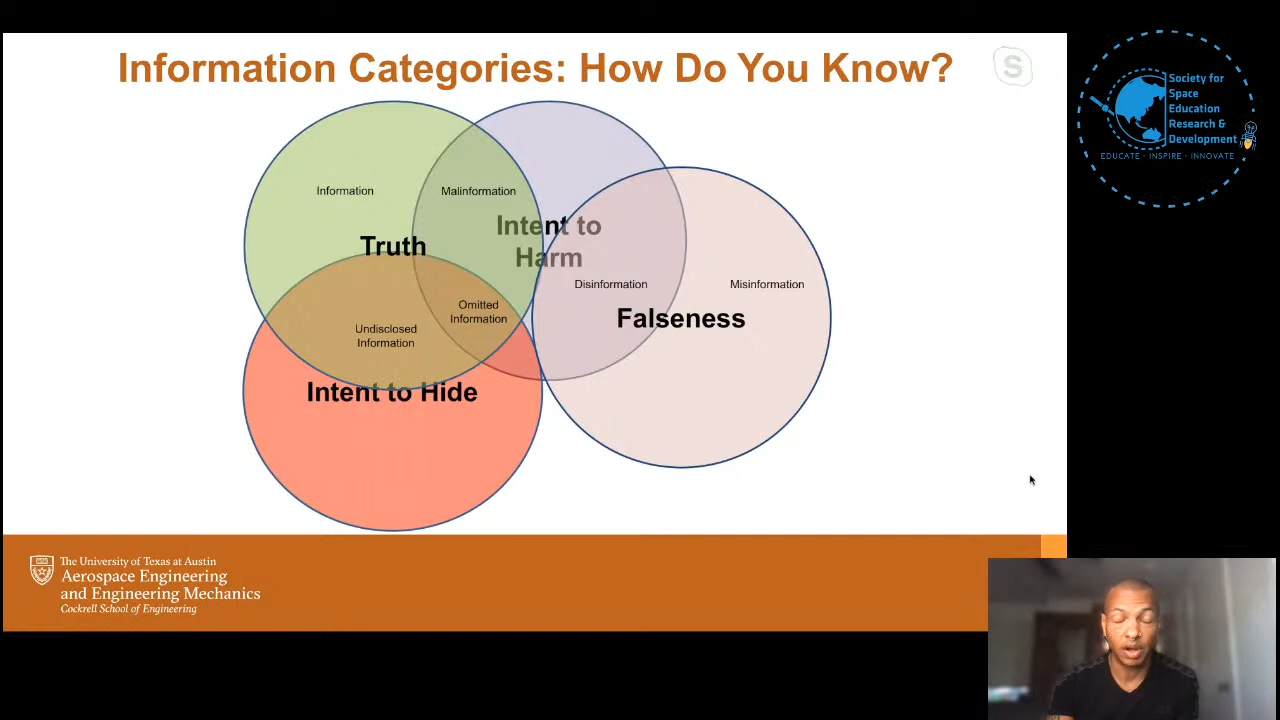 Information Categories: How Do You Know?
S
Society for
Space
Education
Research &
Development
EDUCATE · INSPIRE · INNOVATE
Information
Malinformation
Truth
Intent to
Harm
Disinformation
Misinformation
Falseness
Omitted
Information
Undisclosed
Information
Intent to Hide
The University of Texas at Austin
Aerospace Engineering
and Engineering Mechanics
Cockrell School of Engineering